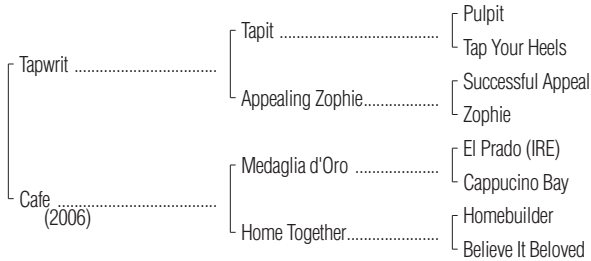 Pulpit
Tapit ..............................
Tap Your Heels
Tapwrit ................................
Successful Appeal
Appealing Zophie.................
Zophie
El Prado (IRE)
Medaglia d'Oro ...................
Cappucino Bay
Cafe ....................................
(2006)
Homebuilder
Home Together.....................
Believe It Beloved